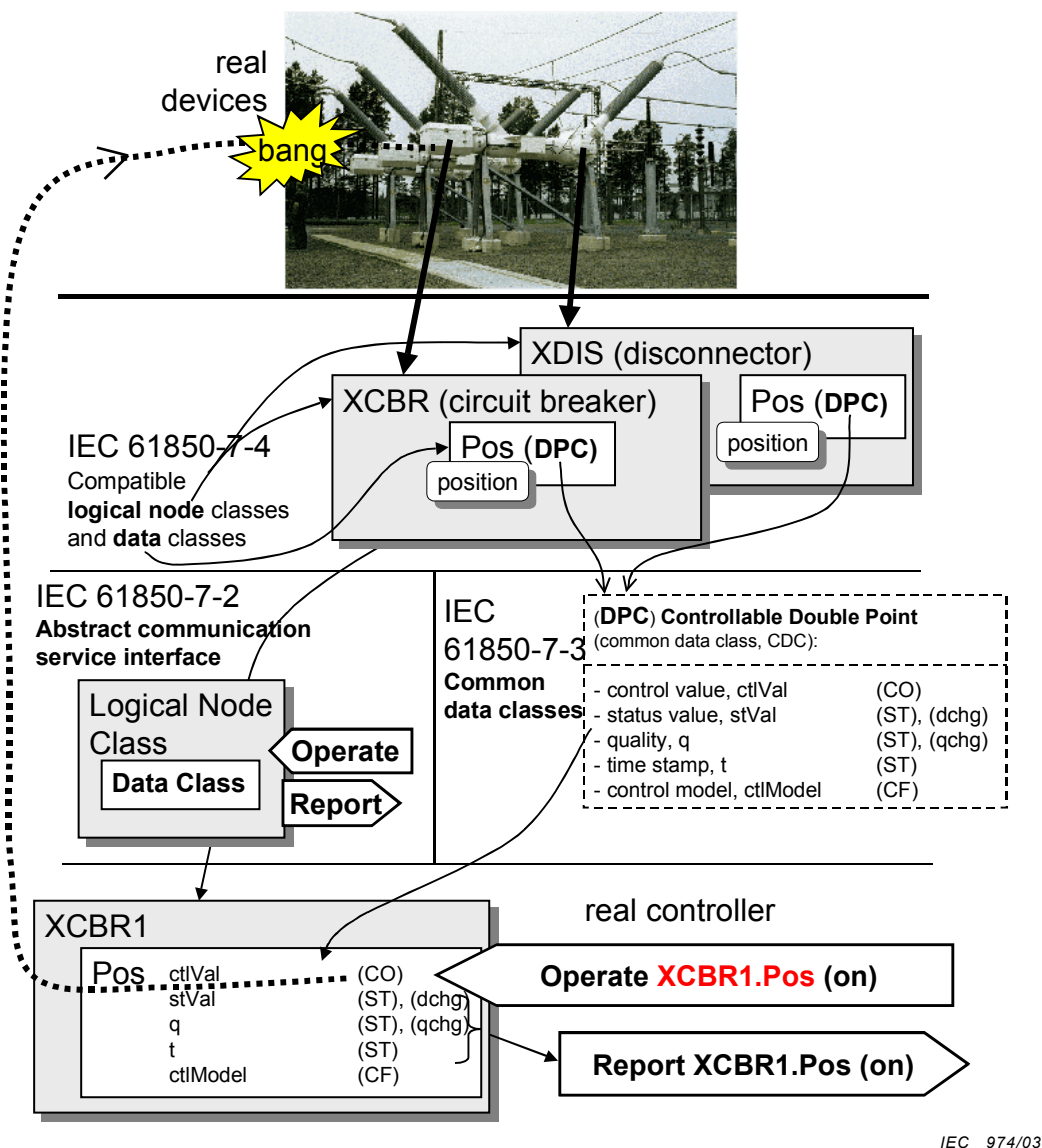 real
devices
bang
XDIS (disconnector)
Pos (DPC)
position
XCBR (circuit breaker)
Pos (DPC)
position
IEC 61850-7-4
Compatible
logical node classes
and data classes
IEC 61850-7-2
Abstract communication
service interface
Logical Node
Class
Data Class
Operate
Report
IEC
61850-7-3
Common
data classes
(DPC) Controllable Double Point
(common data class, CDC):
- control value, ctlVal (CO)
- status value, stVal (ST), (dchg)
- quality, q (ST), (qchg)
- time stamp, t (ST)
- control model, ctlModel (CF)
real controller
XCBR1
Pos ctlVal (CO)
stVal (ST), (dchg)
q (ST), (qchg)
t (ST)
ctlModel (CF)
Operate XCBR1.Pos (on)
Report XCBR1.Pos (on)
IEC 974/03